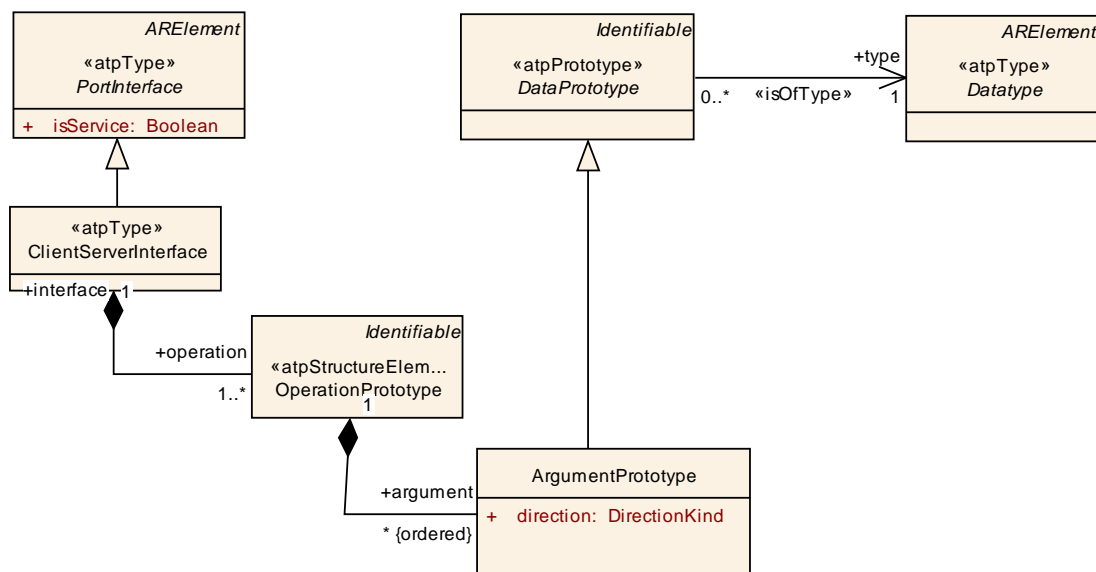 ARElement
«atpType»
PortInterface
+ isService: Boolean
Identifiable
«atpPrototype»
DataPrototype
+type
0..*
«isOfType»
1
ARElement
«atpType»
Datatype
«atpType»
ClientServerInterface
+interface
1
+operation
1..*
Identifiable
«atpStructureElem...
OperationPrototype
1
+argument
* {ordered}
ArgumentPrototype
+ direction: DirectionKind